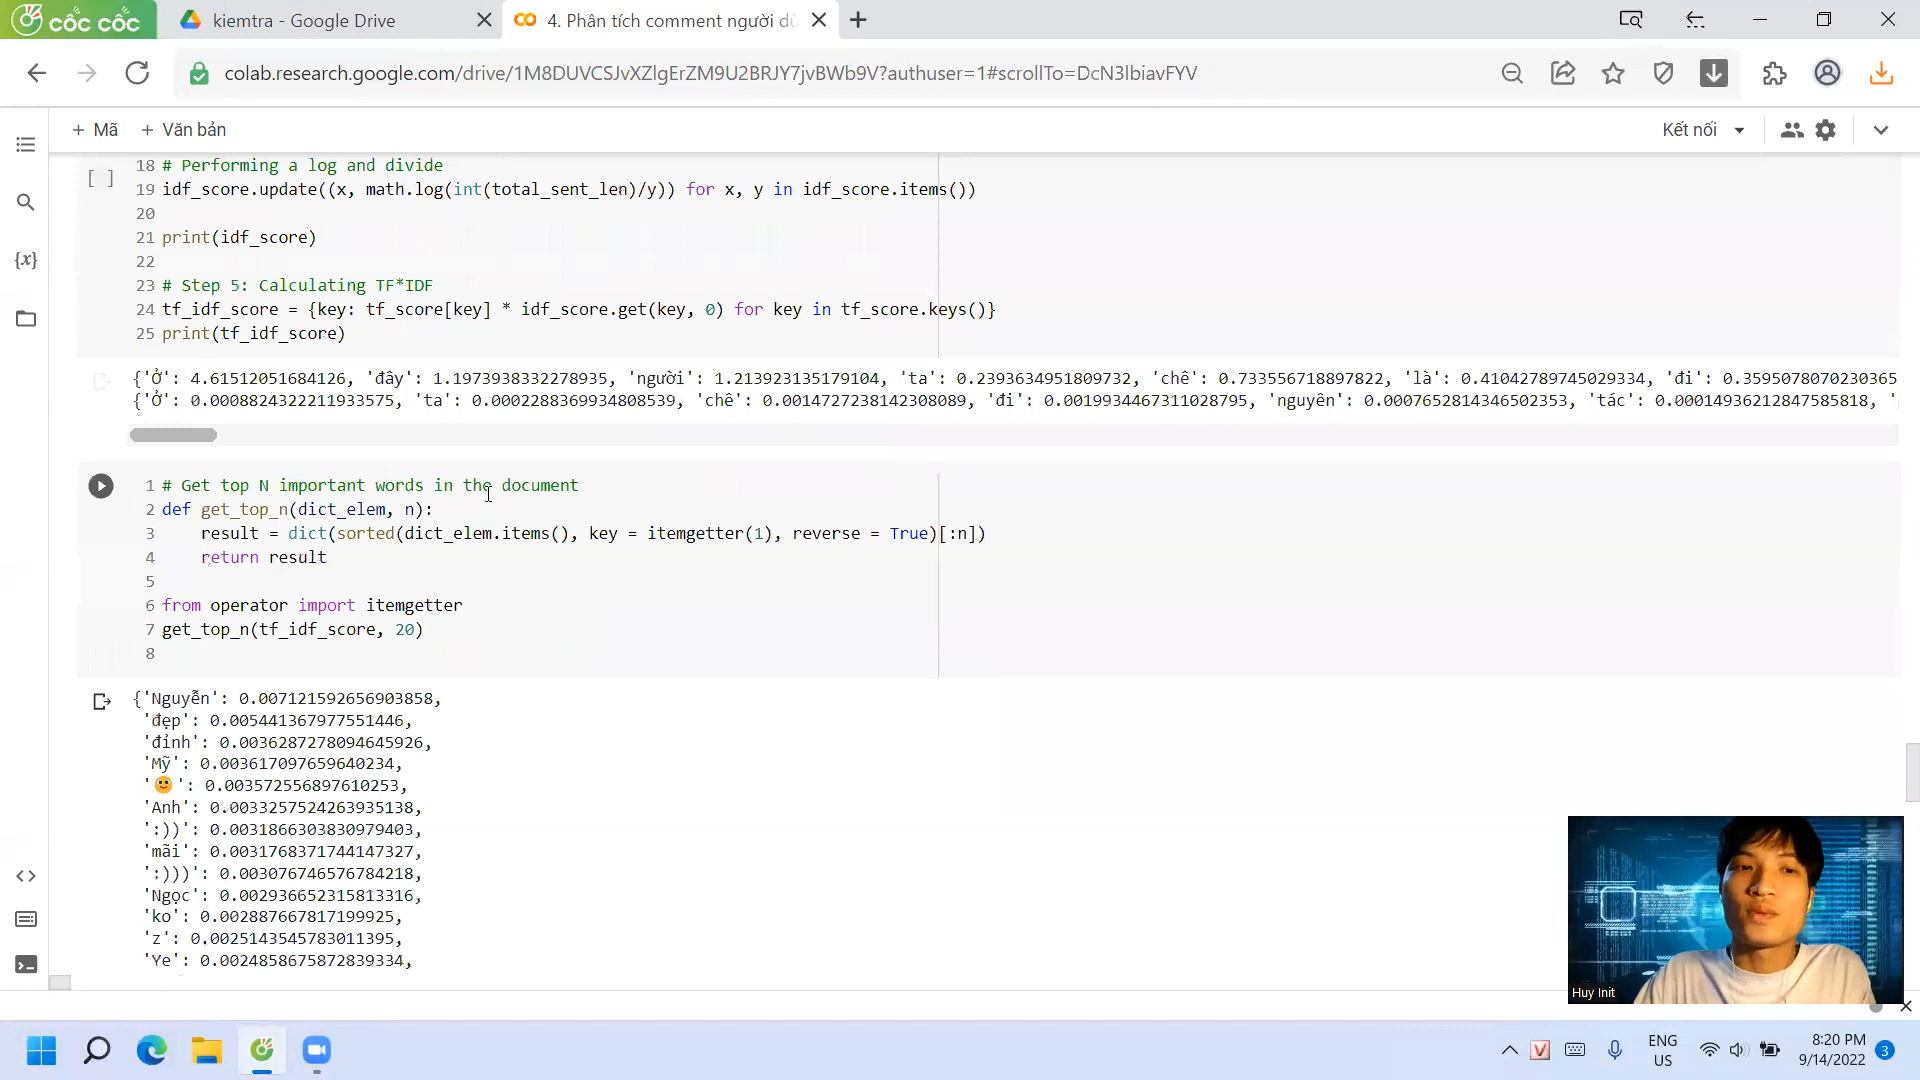 cốc cốc
kiemtra - Google Drive
4. Phân tích comment người dù
colab.research.google.com/drive/1M8DUVCSJvXZlgErZM9U2BRJY7jvBWb9V?authuser=1#scrollTo=DcN3lbiavFYV
+ Mã + Văn bản
Kết nối
[ ]
18 # Performing a log and divide
19 idf_score.update((x, math.log(int(total_sent_len)/y)) for x, y in idf_score.items())
20
21 print(idf_score)
22
23 # Step 5: Calculating TF*IDF
24 tf_idf_score = {key: tf_score[key] * idf_score.get(key, 0) for key in tf_score.keys()}
25 print(tf_idf_score)
{'Ở': 4.61512051684126, 'đây': 1.1973938332278935, 'người': 1.213923135179104, 'ta': 0.2393634951809732, 'chê': 0.733556718897822, 'là': 0.41042789745029334, 'đi': 0.3595078070230365
{'Ở': 0.0008824322211933575, 'ta': 0.0002288369934808539, 'chê': 0.0014727238142308089, 'đi': 0.0019934467311028795, 'nguyên': 0.0007652814346502353, 'tác': 0.00014936212847585818, '
1 # Get top N important words in the document
2 def get_top_n(dict_elem, n):
3 result = dict(sorted(dict_elem.items(), key = itemgetter(1), reverse = True)[:n])
4 return result
5
6 from operator import itemgetter
7 get_top_n(tf_idf_score, 20)
8
{'Nguyễn': 0.007121592656903858,
'đẹp': 0.005441367977551446,
'đỉnh': 0.0036287278094645926,
'Mỹ': 0.003617097659640234,
'🌝': 0.003572556897610253,
'Anh': 0.0033257524263935138,
':))': 0.0031866303830979403,
'mãi': 0.0031768371744147327,
':)))': 0.003076746576784218,
'Ngọc': 0.002936652315813316,
'ko': 0.002887667817199925,
'z': 0.0025143545783011395,
'Ye': 0.0024858675872839334,
Huy Init
ENG
US
8:20 PM
9/14/2022
3